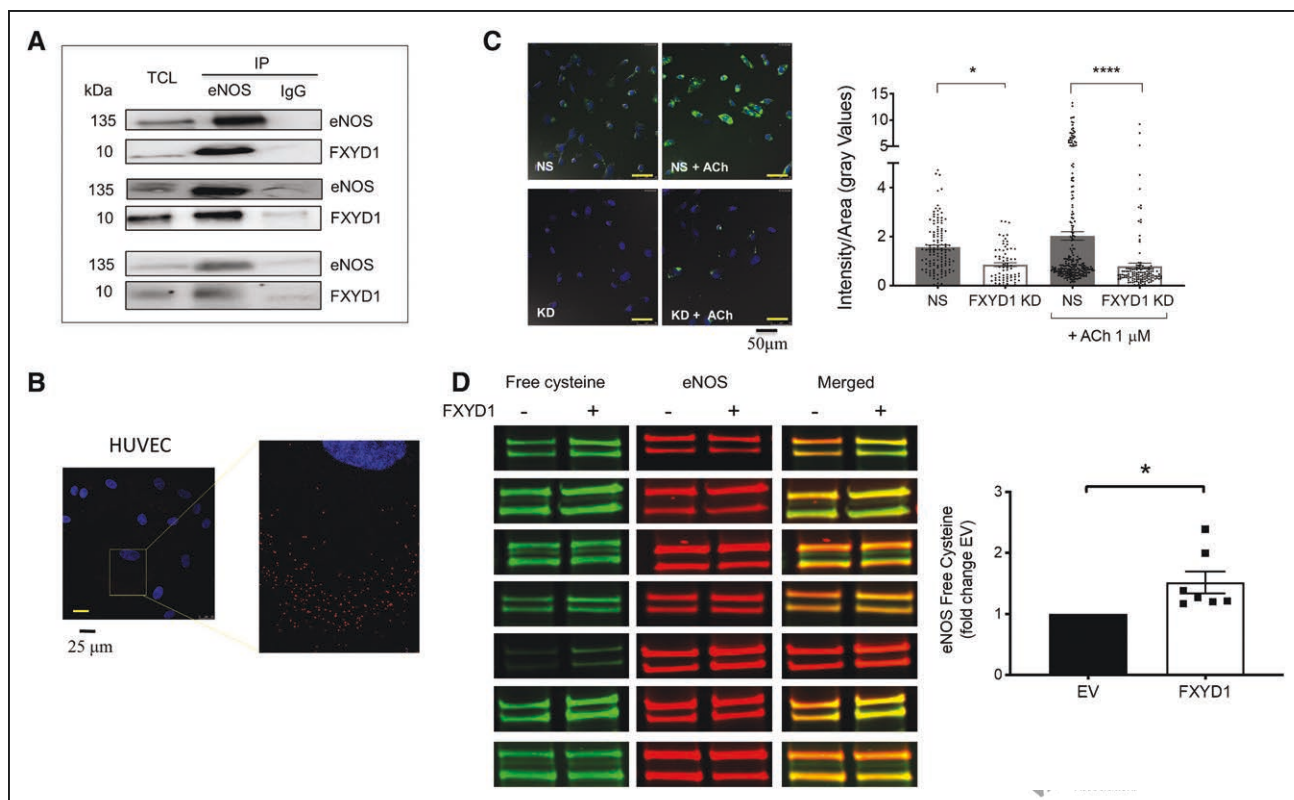 A
IP
TCL eNOS IgG
kDa
135 eNOS
10 FXYD1
135 eNOS
10 FXYD1
135 eNOS
10 FXYD1
B
HUVEC
25 μm
C
NS
NS + ACh
KD
KD + ACh
50μm
Intensity/Area (gray Values)
15
10
5
4
2
0
* ****
NS FXYD1 KD NS FXYD1 KD
+ ACh 1 μM
D
Free cysteine eNOS Merged
FXYD1 - + - + - +
eNOS Free Cysteine
(fold change EV)
3
2
1
0
*
EV FXYD1